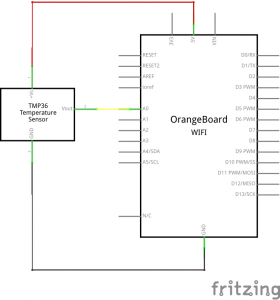 3V3
5V
VIN
RESET
RESET2
AREF
ioref
A0
A1
A2
A3
A4/SDA
A5/SCL
N/C
D0/RX
D1/TX
D2
D3 PWM
D4
D5 PWM
D6 PWM
D7
D8
D9 PWM
D10 PWM/SS
D11 PWM/MOSI
D12/MISO
D13/SCK
GND
OrangeBoard
WIFI
TMP36
Temperature
Sensor
Vout
GND
fritzing